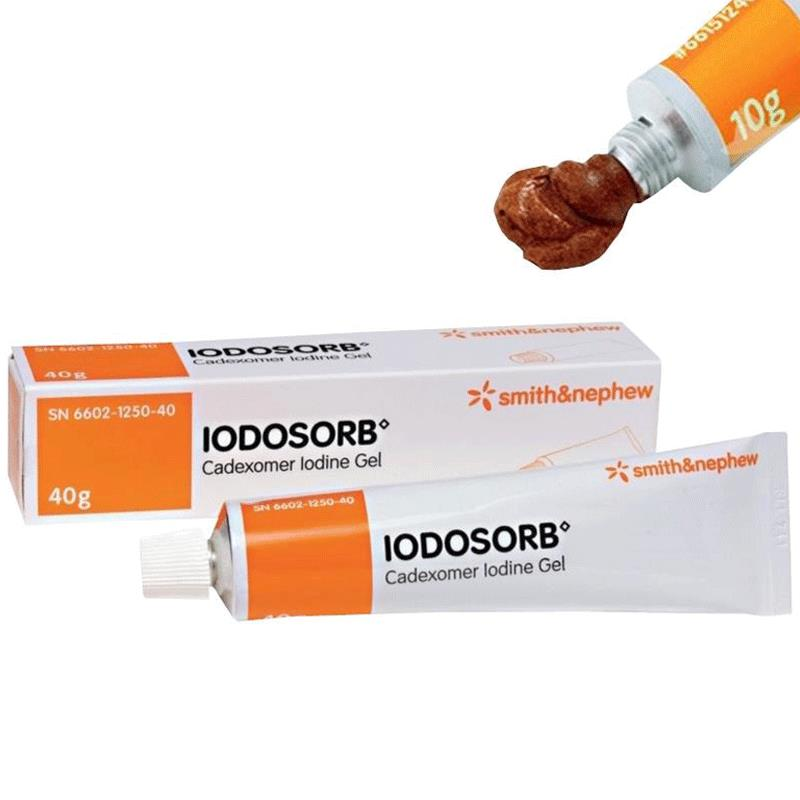 10g
SN 6602-1250-40
40g
IODOSORB◊
Cadexomer Iodine Gel
smith&nephew
SN 6602-1250-40
40g
IODOSORB◊
Cadexomer Iodine Gel
smith&nephew
SN 6602-1250-40
IODOSORB◊
Cadexomer Iodine Gel
smith&nephew